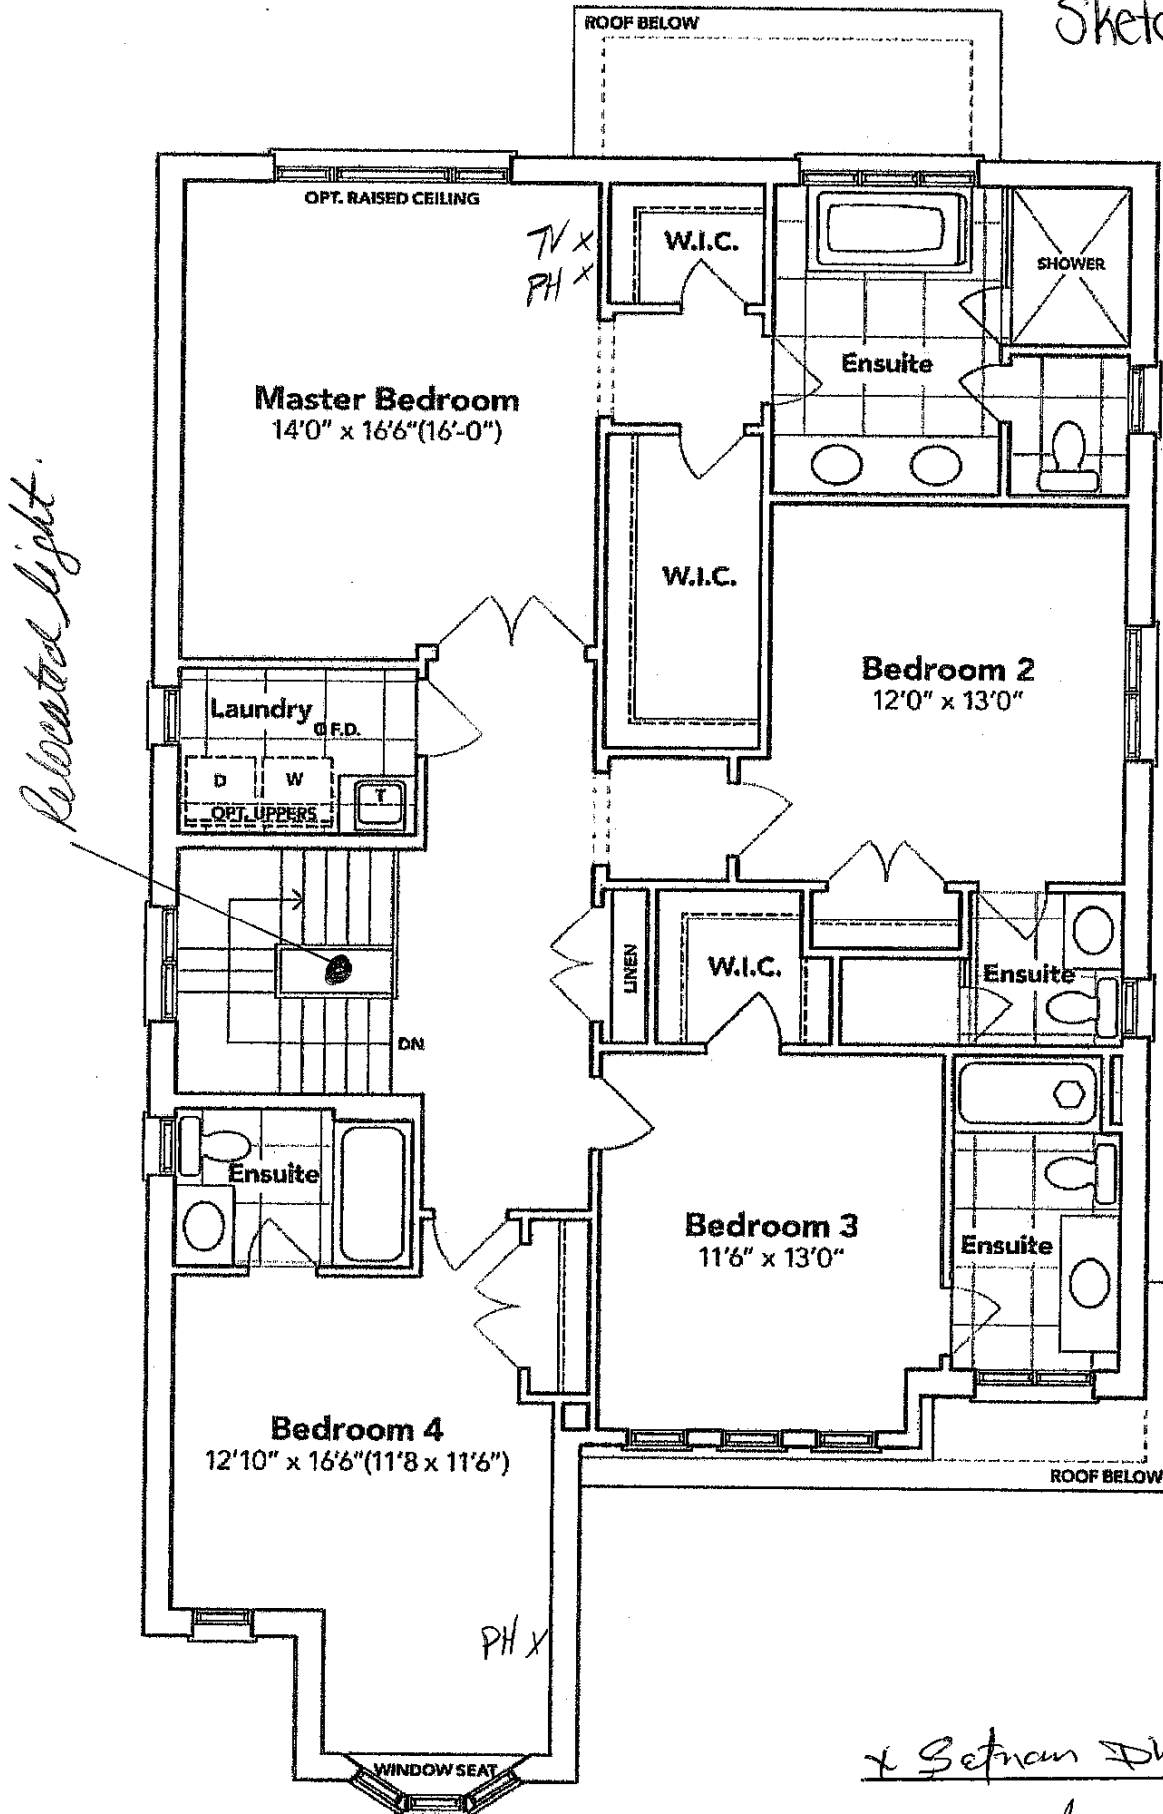 ROOF BELOW
OPT. RAISED CEILING
TV x
PH x
W.I.C.
SHOWER
Ensuite
Master Bedroom
14'0" x 16'6"(16'-0")
Relocated light.
W.I.C.
Bedroom 2
12'0" x 13'0"
Laundry
F.D.
D
W
T
OPT. UPPERS
LINEN
W.I.C.
Ensuite
DN
Ensuite
Bedroom 3
11'6" x 13'0"
Ensuite
Bedroom 4
12'10" x 16'6"(11'8 x 11'6")
ROOF BELOW
PH x
WINDOW SEAT
x